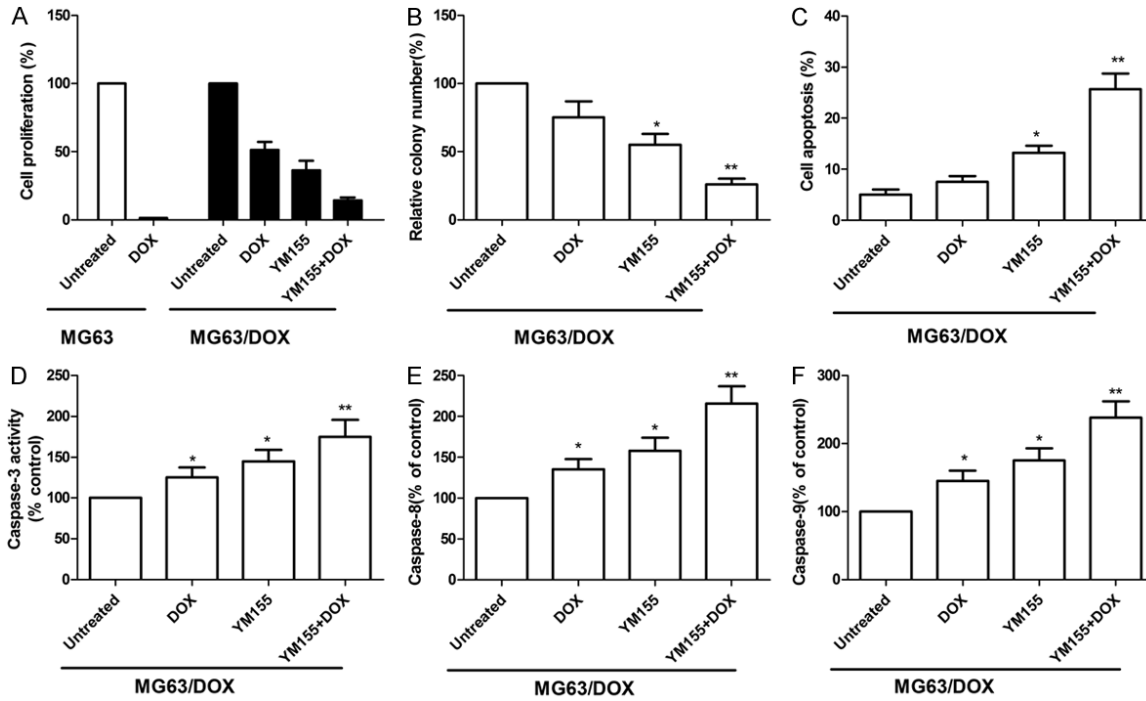 A
Cell proliferation (%)
150
100
50
0
Untreated
DOX
Untreated
DOX
YM155
YM155+DOX
MG63
MG63/DOX
B
Relative colony number(%)
150
100
50
0
*
**
Untreated
DOX
YM155
YM155+DOX
MG63/DOX
C
Cell apoptosis (%)
40
30
20
10
0
*
**
Untreated
DOX
YM155
YM155+DOX
MG63/DOX
D
Caspase-3 activity
(% control)
250
200
150
100
50
0
*
*
**
Untreated
DOX
YM155
YM155+DOX
MG63/DOX
E
Caspase-8(% of control)
250
200
150
100
50
0
*
*
**
Untreated
DOX
YM155
YM155+DOX
MG63/DOX
F
Caspase-9(% of control)
300
200
150
100
0
*
*
**
Untreated
DOX
YM155
YM155+DOX
MG63/DOX